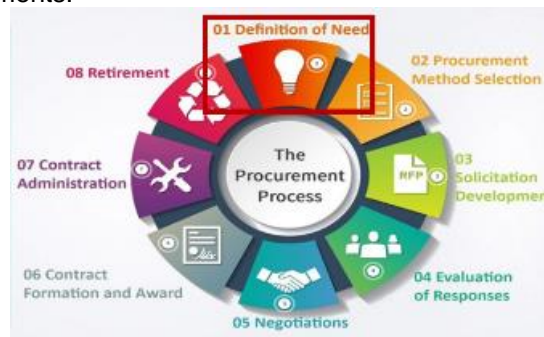 01 Definition of Need
02 Procurement
Method Selection
03
Solicitation
Developmen
04 Evaluation
of Responses
05 Negotiations
06 Contract
Formation and Award
07 Contract
Administration
08 Retirement
The
Procurement
Process
RFP